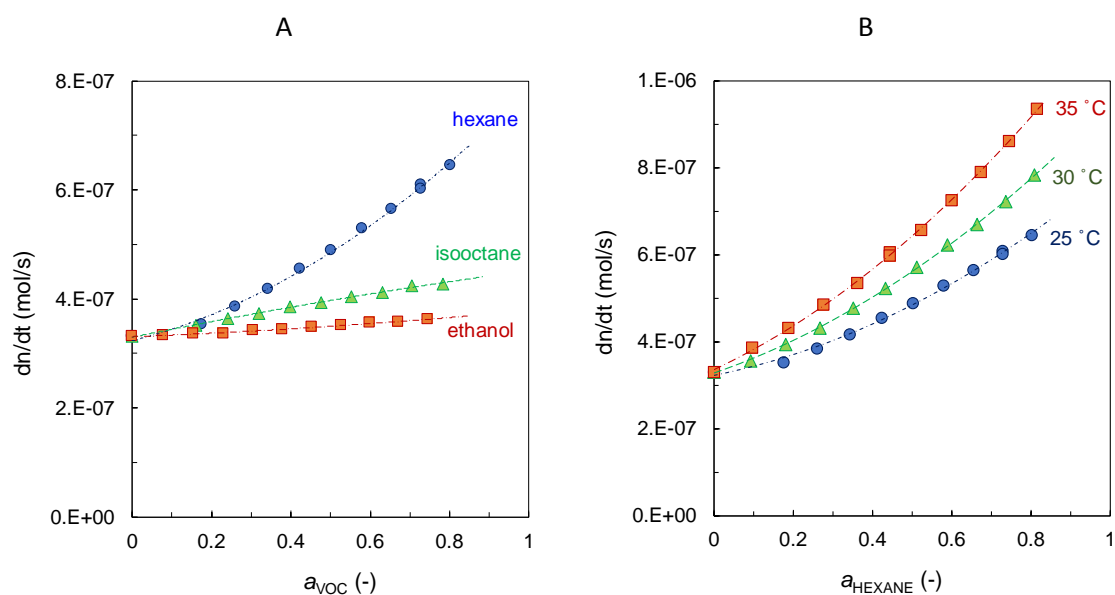 A
8.E-07
6.E-07
4.E-07
2.E-07
0.E+00
dn/dt (mol/s)
hexane
isooctane
ethanol
0 0.2 0.4 0.6 0.8 1
aVOC (-)
B
1.E-06
8.E-07
6.E-07
4.E-07
2.E-07
0.E+00
dn/dt (mol/s)
35 ˚C
30 ˚C
25 ˚C
0 0.2 0.4 0.6 0.8 1
aHEXANE (-)